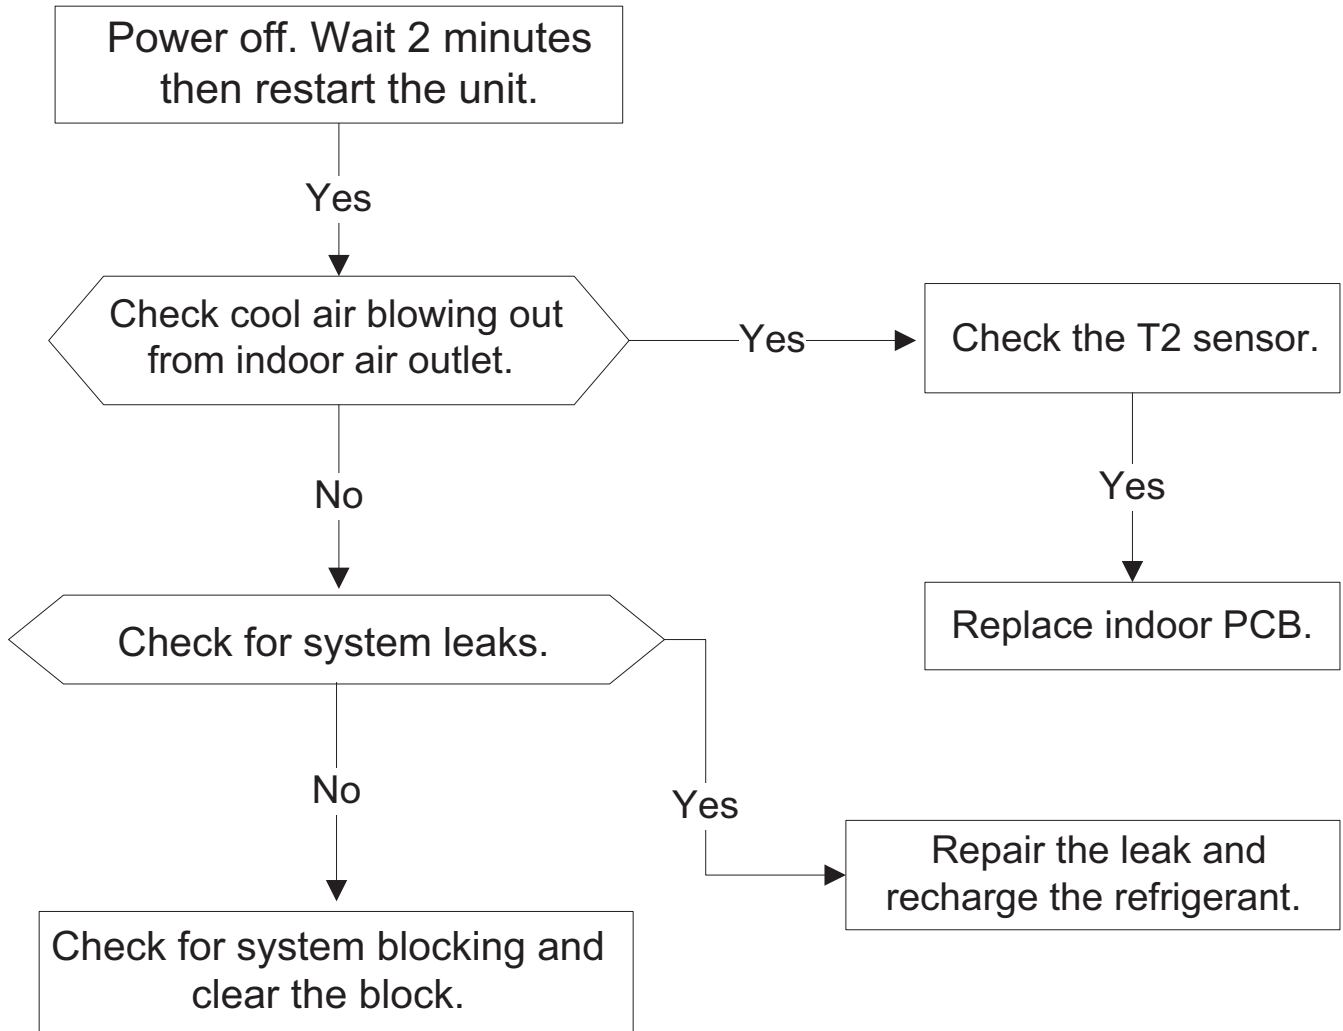 Power off. Wait 2 minutes
then restart the unit.
Yes
Check cool air blowing out
from indoor air outlet.
Yes
Check the T2 sensor.
Yes
Replace indoor PCB.
No
Check for system leaks.
Yes
Repair the leak and
recharge the refrigerant.
No
Check for system blocking and
clear the block.